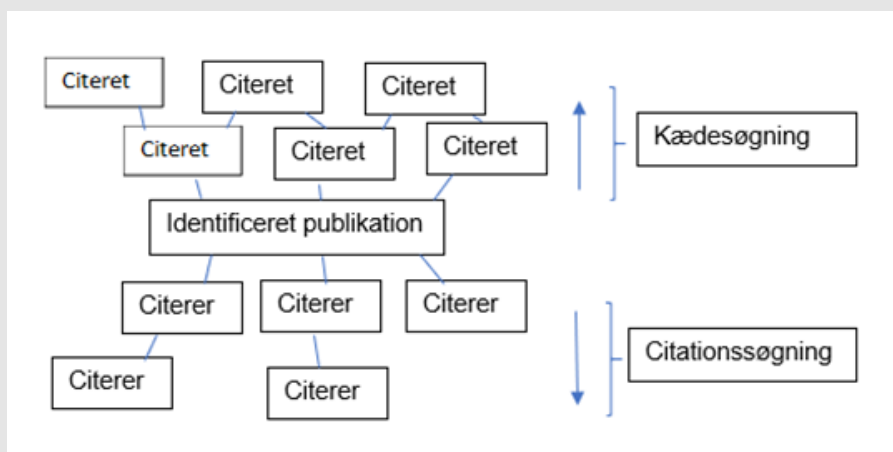 Citeret
Citeret
Citeret
Citeret
Citeret
Citeret
Kædesøgning
Identificeret publikation
Citerer
Citerer
Citerer
Citationssøgning
Citerer
Citerer